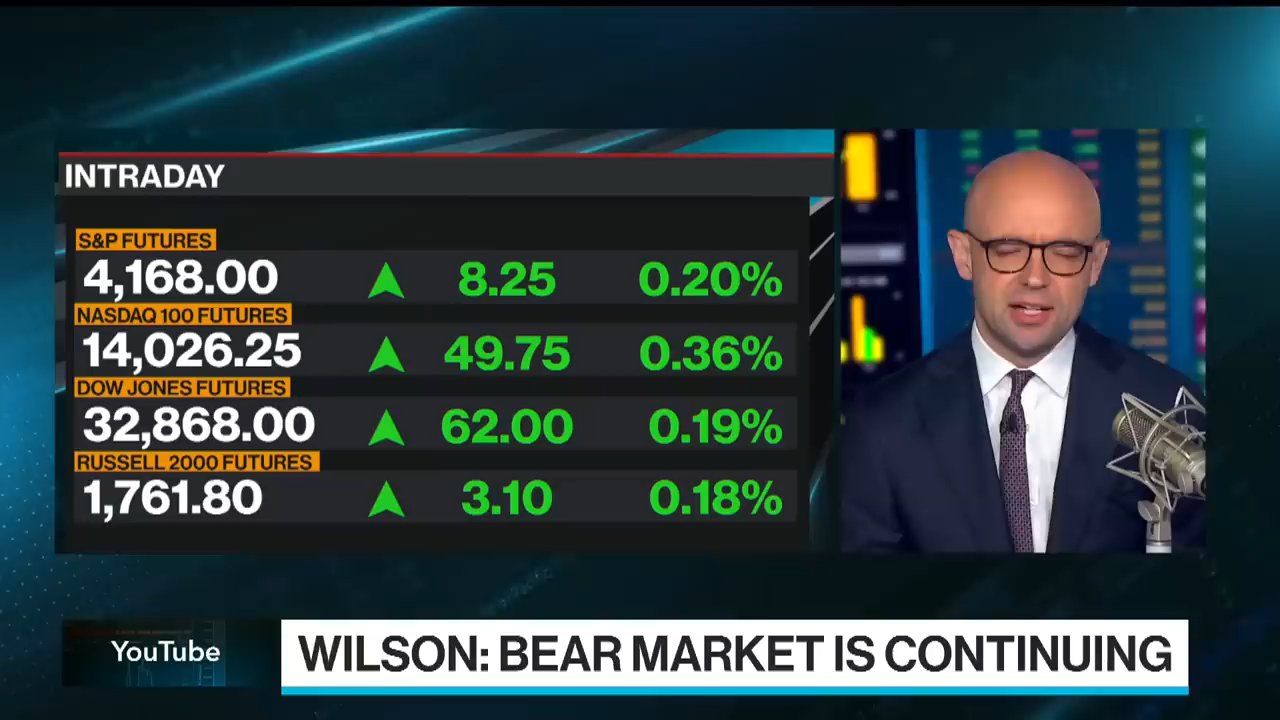 INTRADAY
S&P FUTURES
4,168.00 ▲ 8.25 0.20%
NASDAQ 100 FUTURES
14,026.25 ▲ 49.75 0.36%
DOW JONES FUTURES
32,868.00 ▲ 62.00 0.19%
RUSSELL 2000 FUTURES
1,761.80 ▲ 3.10 0.18%
YouTube
WILSON: BEAR MARKET IS CONTINUING